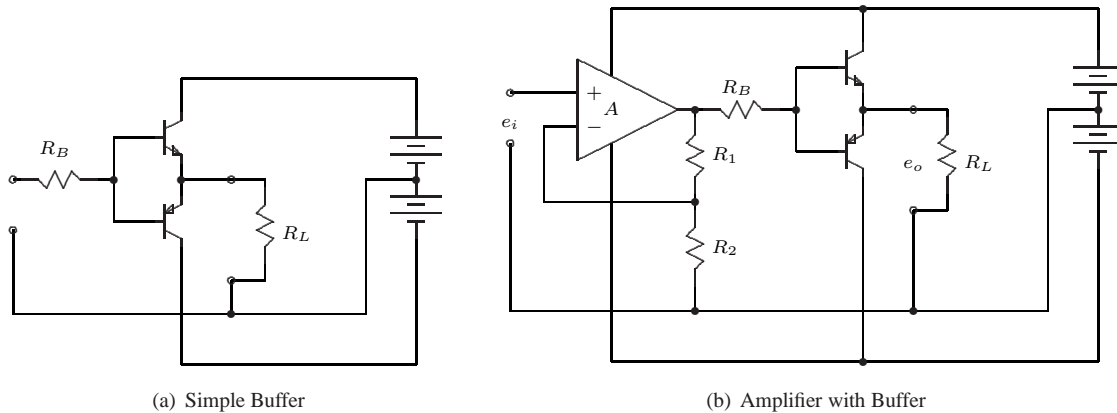 R_B
R_L
(a) Simple Buffer
e_i
+
A
−
R_B
R_1
R_2
e_o
R_L
(b) Amplifier with Buffer